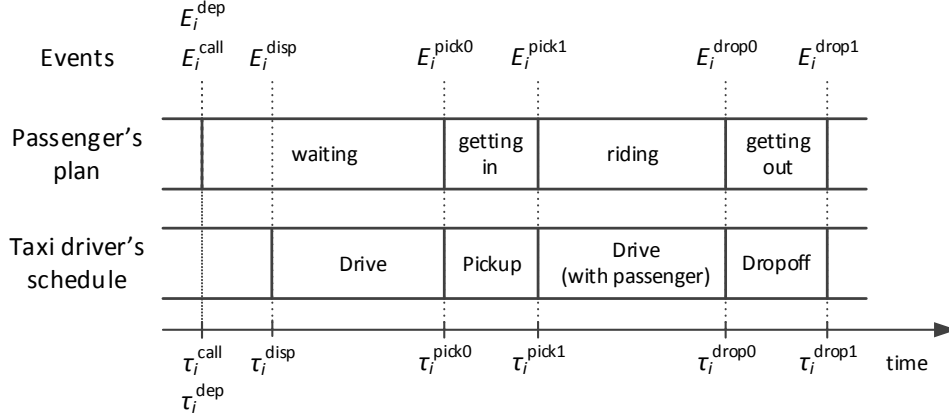 E_i^dep
Events E_i^call E_i^disp E_i^pick0 E_i^pick1 E_i^drop0 E_i^drop1
Passenger's plan
waiting
getting in
riding
getting out
Taxi driver's schedule
Drive
Pickup
Drive (with passenger)
Dropoff
τ_i^call τ_i^disp τ_i^pick0 τ_i^pick1 τ_i^drop0 τ_i^drop1 time
τ_i^dep